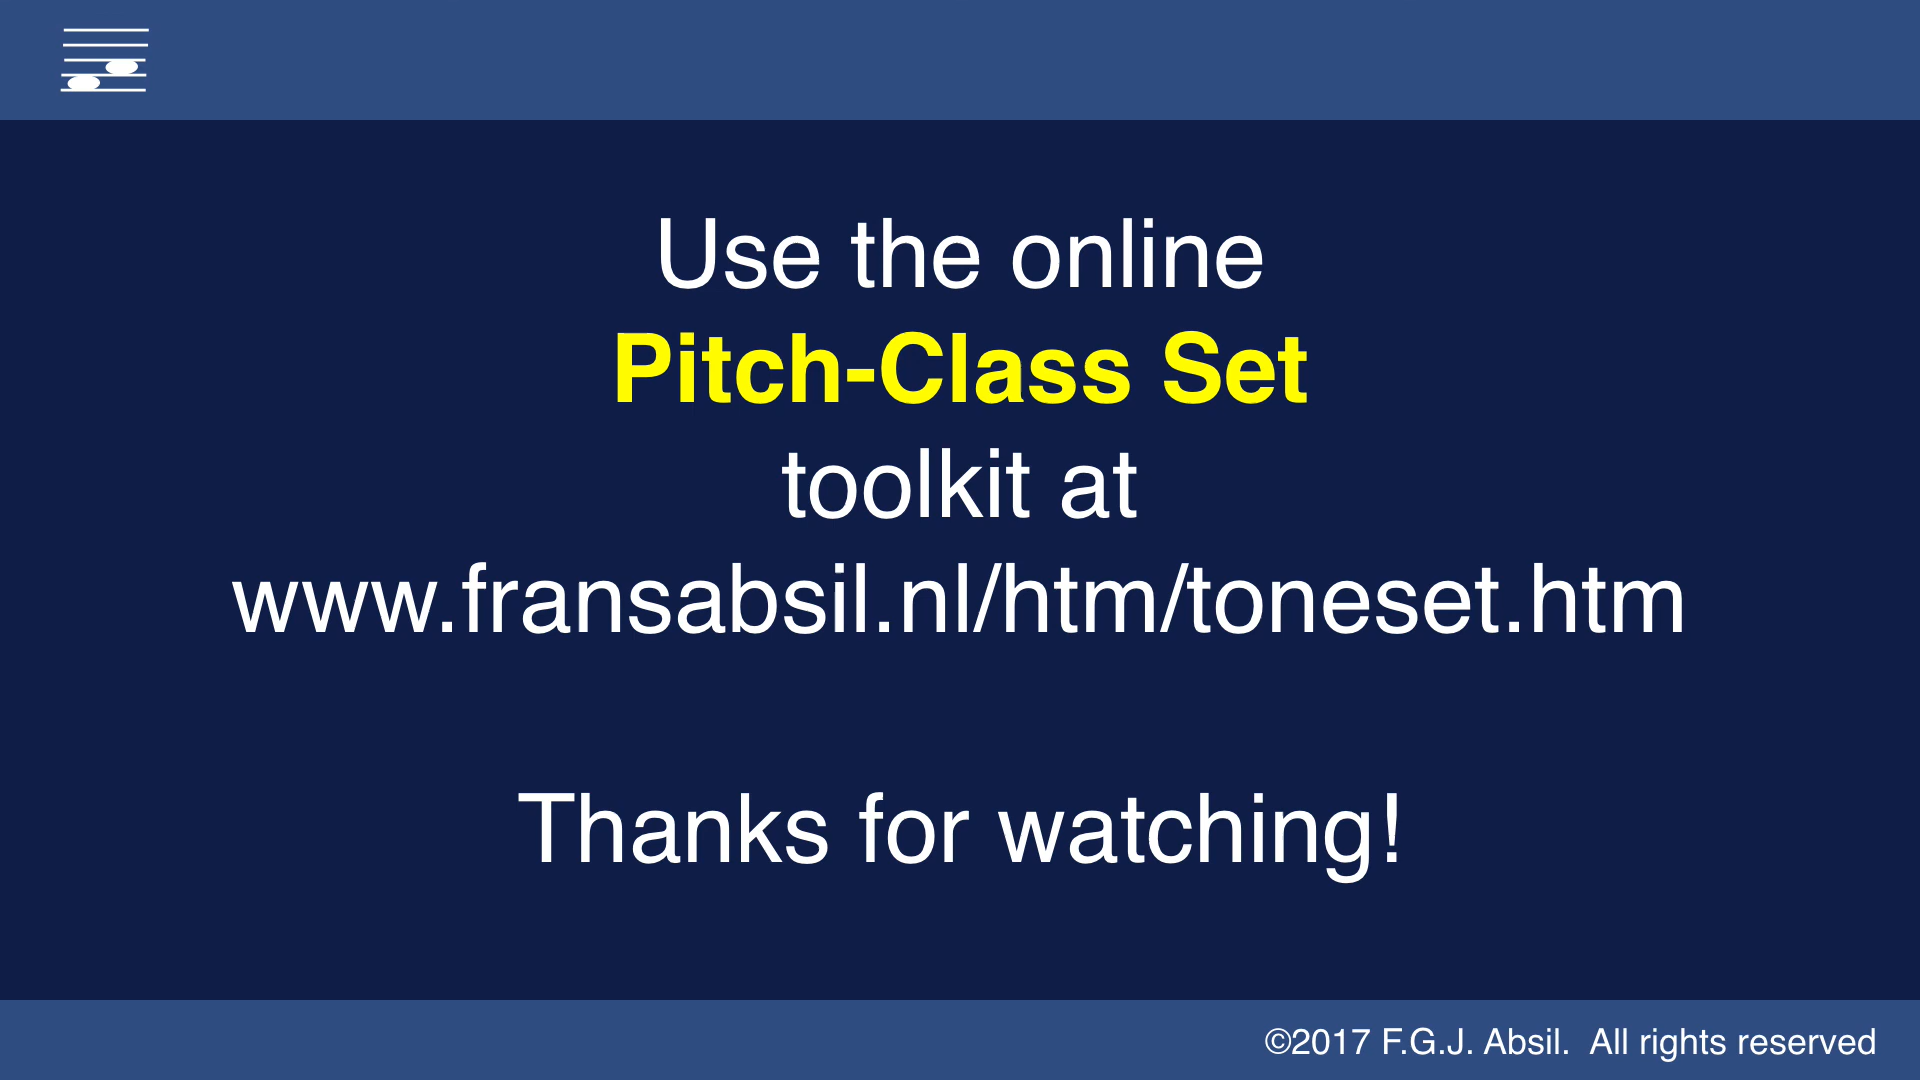 Use the online
Pitch-Class Set
toolkit at
www.fransabsil.nl/htm/toneset.htm
Thanks for watching!
©2017 F.G.J. Absil. All rights reserved